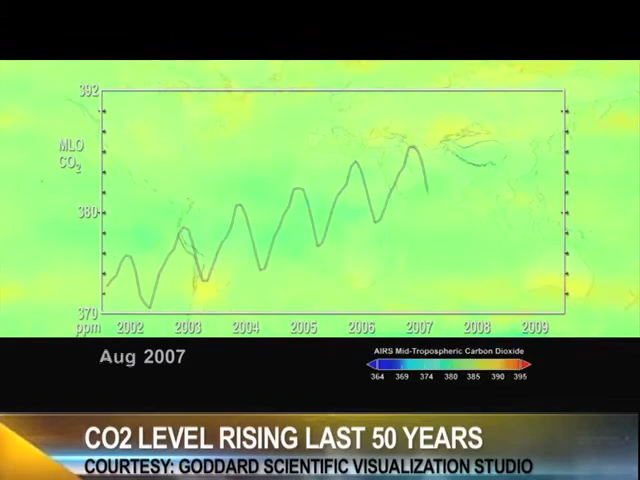 392
MLO
CO2
380
370
ppm 2002 2003 2004 2005 2006 2007 2008 2009
Aug 2007
AIRS Mid-Tropospheric Carbon Dioxide
364 369 374 380 385 390 395
CO2 LEVEL RISING LAST 50 YEARS
COURTESY: GODDARD SCIENTIFIC VISUALIZATION STUDIO